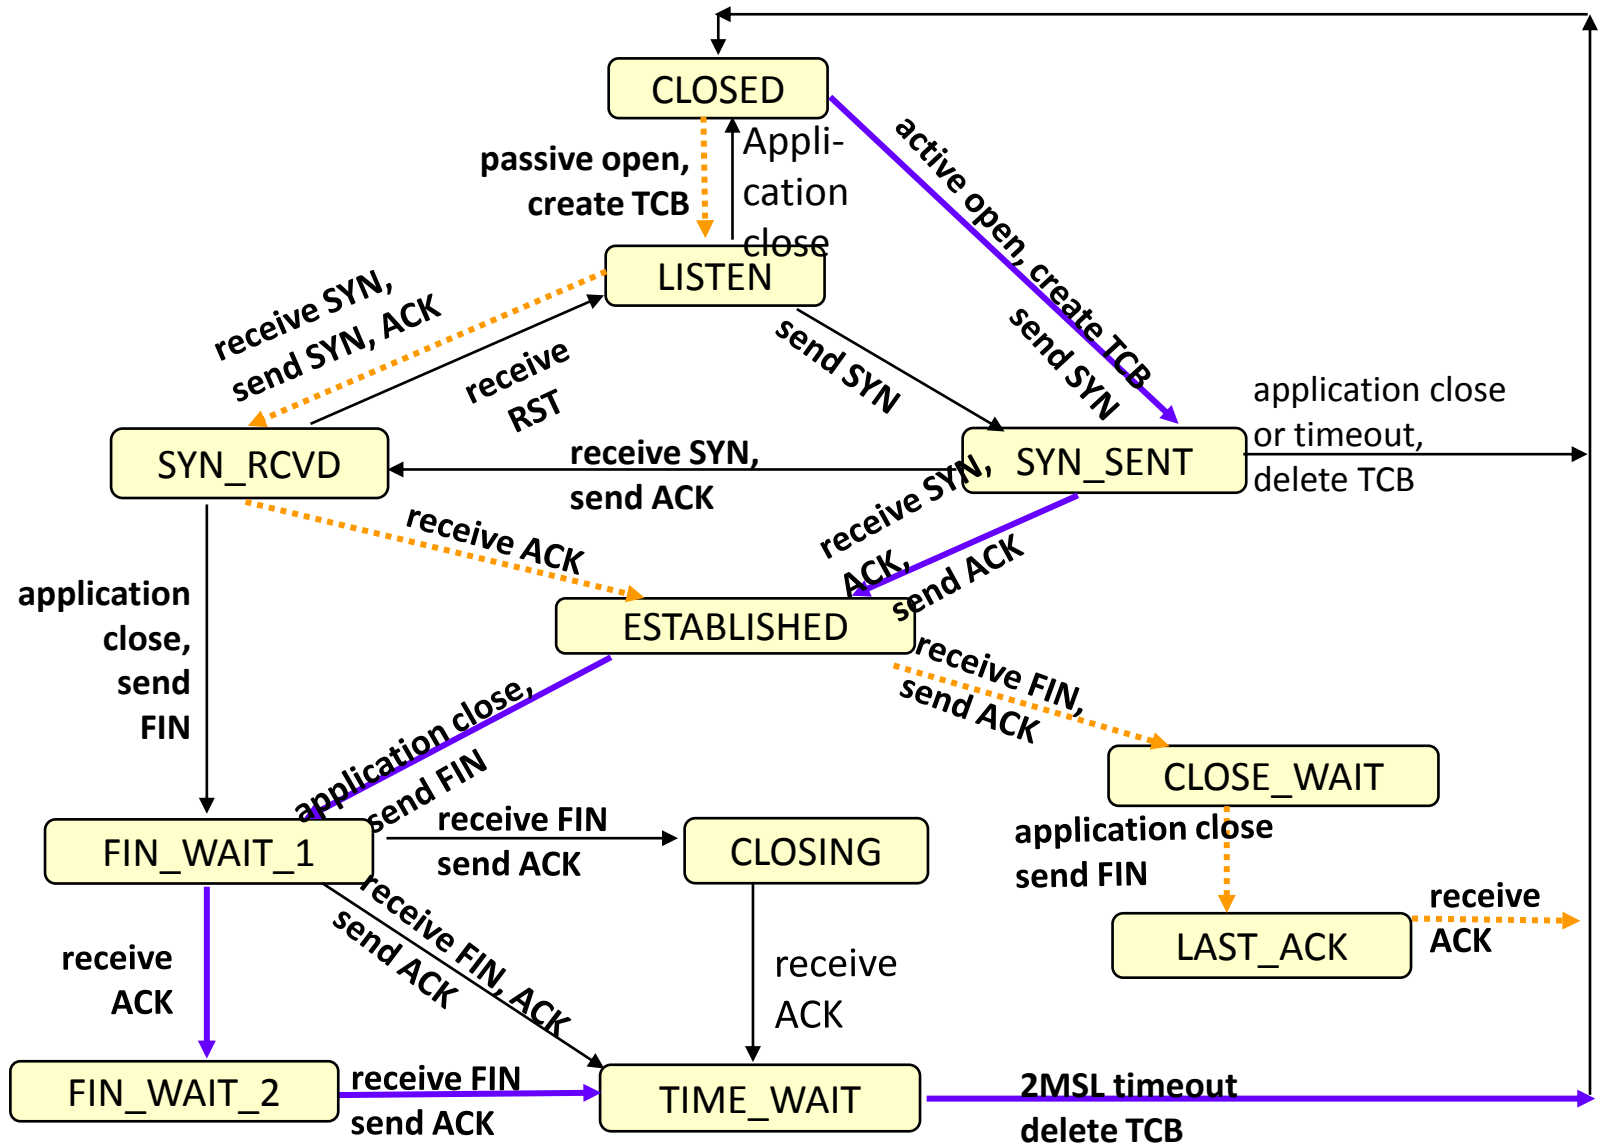 CLOSED
passive open,
create TCB
Appli-
cation
close
active open, create TCB
send SYN
LISTEN
receive SYN,
send SYN, ACK
receive
RST
send SYN
application close
or timeout,
delete TCB
SYN_RCVD
receive SYN,
send ACK
SYN_SENT
receive ACK
receive SYN,
ACK,
send ACK
application
close,
send
FIN
ESTABLISHED
receive FIN,
send ACK
application close,
send FIN
CLOSE_WAIT
FIN_WAIT_1
receive FIN
send ACK
CLOSING
application close
send FIN
receive
ACK
LAST_ACK
receive FIN, ACK
send ACK
receive
ACK
receive
ACK
FIN_WAIT_2
receive FIN
send ACK
TIME_WAIT
2MSL timeout
delete TCB